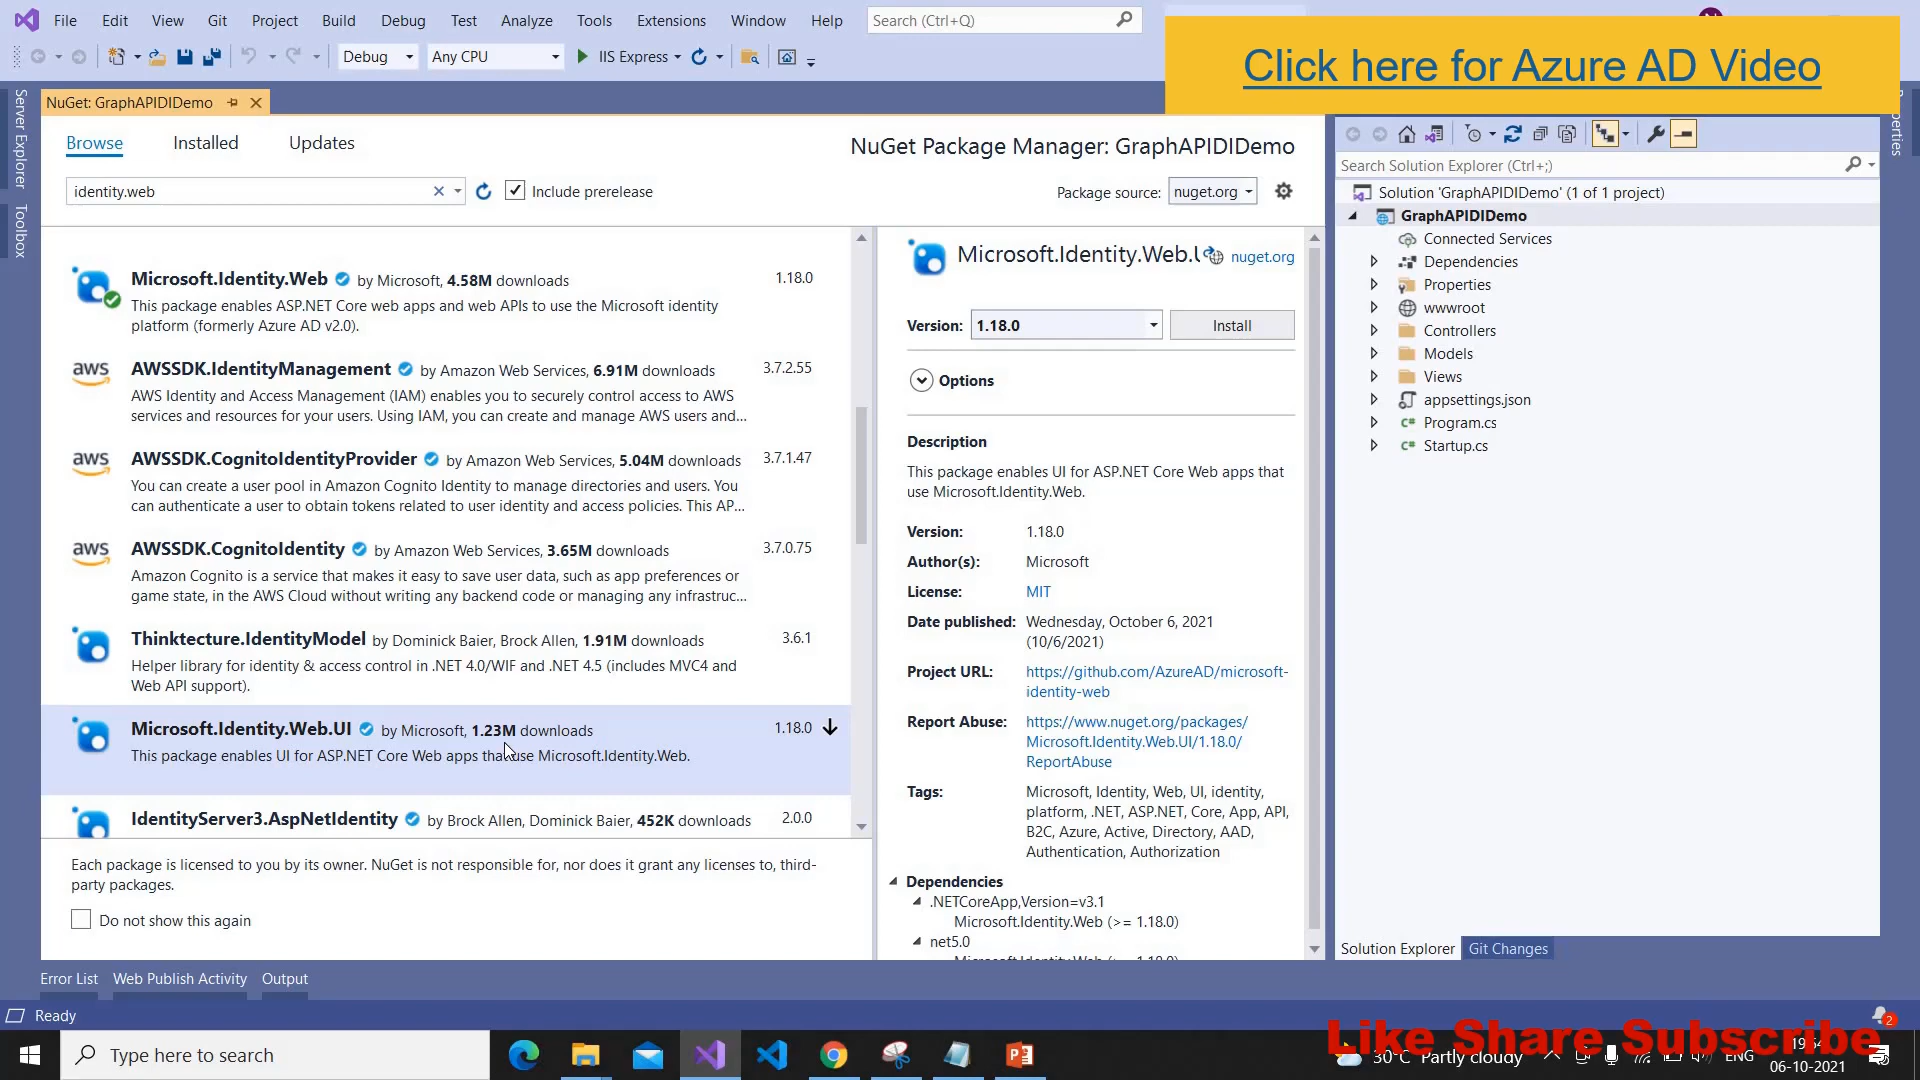 File Edit View Git Project Build Debug Test Analyze Tools Extensions Window Help Search (Ctrl+Q)
Debug Any CPU IIS Express
Click here for Azure AD Video
Server Explorer
Toolbox
NuGet: GraphAPIDIDemo
Browse Installed Updates
NuGet Package Manager: GraphAPIDIDemo
identity.web
Include prerelease
Package source: nuget.org
Microsoft.Identity.Web by Microsoft, 4.58M downloads 1.18.0
This package enables ASP.NET Core web apps and web APIs to use the Microsoft identity
platform (formerly Azure AD v2.0).
AWSSDK.IdentityManagement by Amazon Web Services, 6.91M downloads 3.7.2.55
aws
AWS Identity and Access Management (IAM) enables you to securely control access to AWS
services and resources for your users. Using IAM, you can create and manage AWS users and...
AWSSDK.CognitoIdentityProvider by Amazon Web Services, 5.04M downloads 3.7.1.47
aws
You can create a user pool in Amazon Cognito Identity to manage directories and users. You
can authenticate a user to obtain tokens related to user identity and access policies. This AP...
AWSSDK.CognitoIdentity by Amazon Web Services, 3.65M downloads 3.7.0.75
aws
Amazon Cognito is a service that makes it easy to save user data, such as app preferences or
game state, in the AWS Cloud without writing any backend code or managing any infrastruc...
Thinktecture.IdentityModel by Dominick Baier, Brock Allen, 1.91M downloads 3.6.1
Helper library for identity & access control in .NET 4.0/WIF and .NET 4.5 (includes MVC4 and
Web API support).
Microsoft.Identity.Web.UI by Microsoft, 1.23M downloads 1.18.0
This package enables UI for ASP.NET Core Web apps that use Microsoft.Identity.Web.
IdentityServer3.AspNetIdentity by Brock Allen, Dominick Baier, 452K downloads 2.0.0
Each package is licensed to you by its owner. NuGet is not responsible for, nor does it grant any licenses to, third-
party packages.
Do not show this again
Microsoft.Identity.Web.U nuget.org
Version: 1.18.0 Install
Options
Description
This package enables UI for ASP.NET Core Web apps that
use Microsoft.Identity.Web.
Version: 1.18.0
Author(s): Microsoft
License: MIT
Date published: Wednesday, October 6, 2021
(10/6/2021)
Project URL: https://github.com/AzureAD/microsoft-
identity-web
Report Abuse: https://www.nuget.org/packages/
Microsoft.Identity.Web.UI/1.18.0/
ReportAbuse
Tags: Microsoft, Identity, Web, UI, identity,
platform, .NET, ASP.NET, Core, App, API,
B2C, Azure, Active, Directory, AAD,
Authentication, Authorization
Dependencies
.NETCoreApp,Version=v3.1
Microsoft.Identity.Web (>= 1.18.0)
net5.0
Microsoft.Identity.Web (>= 1.18.0)
Search Solution Explorer (Ctrl+;)
Solution 'GraphAPIDIDemo' (1 of 1 project)
GraphAPIDIDemo
Connected Services
Dependencies
Properties
wwwroot
Controllers
Models
Views
appsettings.json
C# Program.cs
C# Startup.cs
Solution Explorer Git Changes
Error List Web Publish Activity Output
Ready
2
Like Share Subscribe
Type here to search
30°C Partly cloudy ENG
06-10-2021